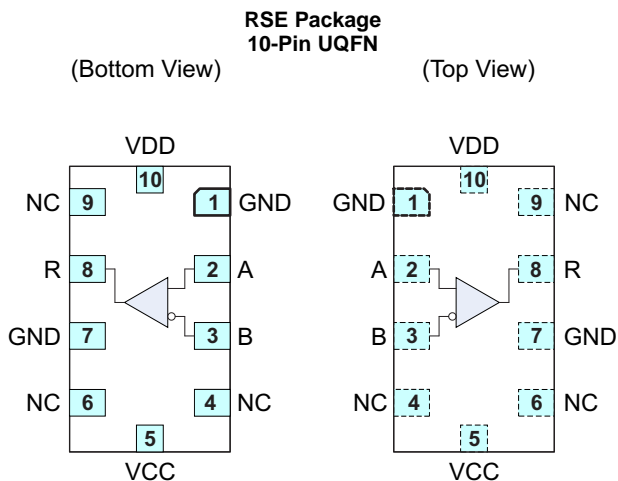 RSE Package
10-Pin UQFN
(Bottom View)
VDD
10
NC 9 1 GND
R 8 2 A
GND 7 3 B
NC 6 4 NC
5
VCC
(Top View)
VDD
10
GND 1 9 NC
A 2 8 R
B 3 7 GND
NC 4 6 NC
5
VCC